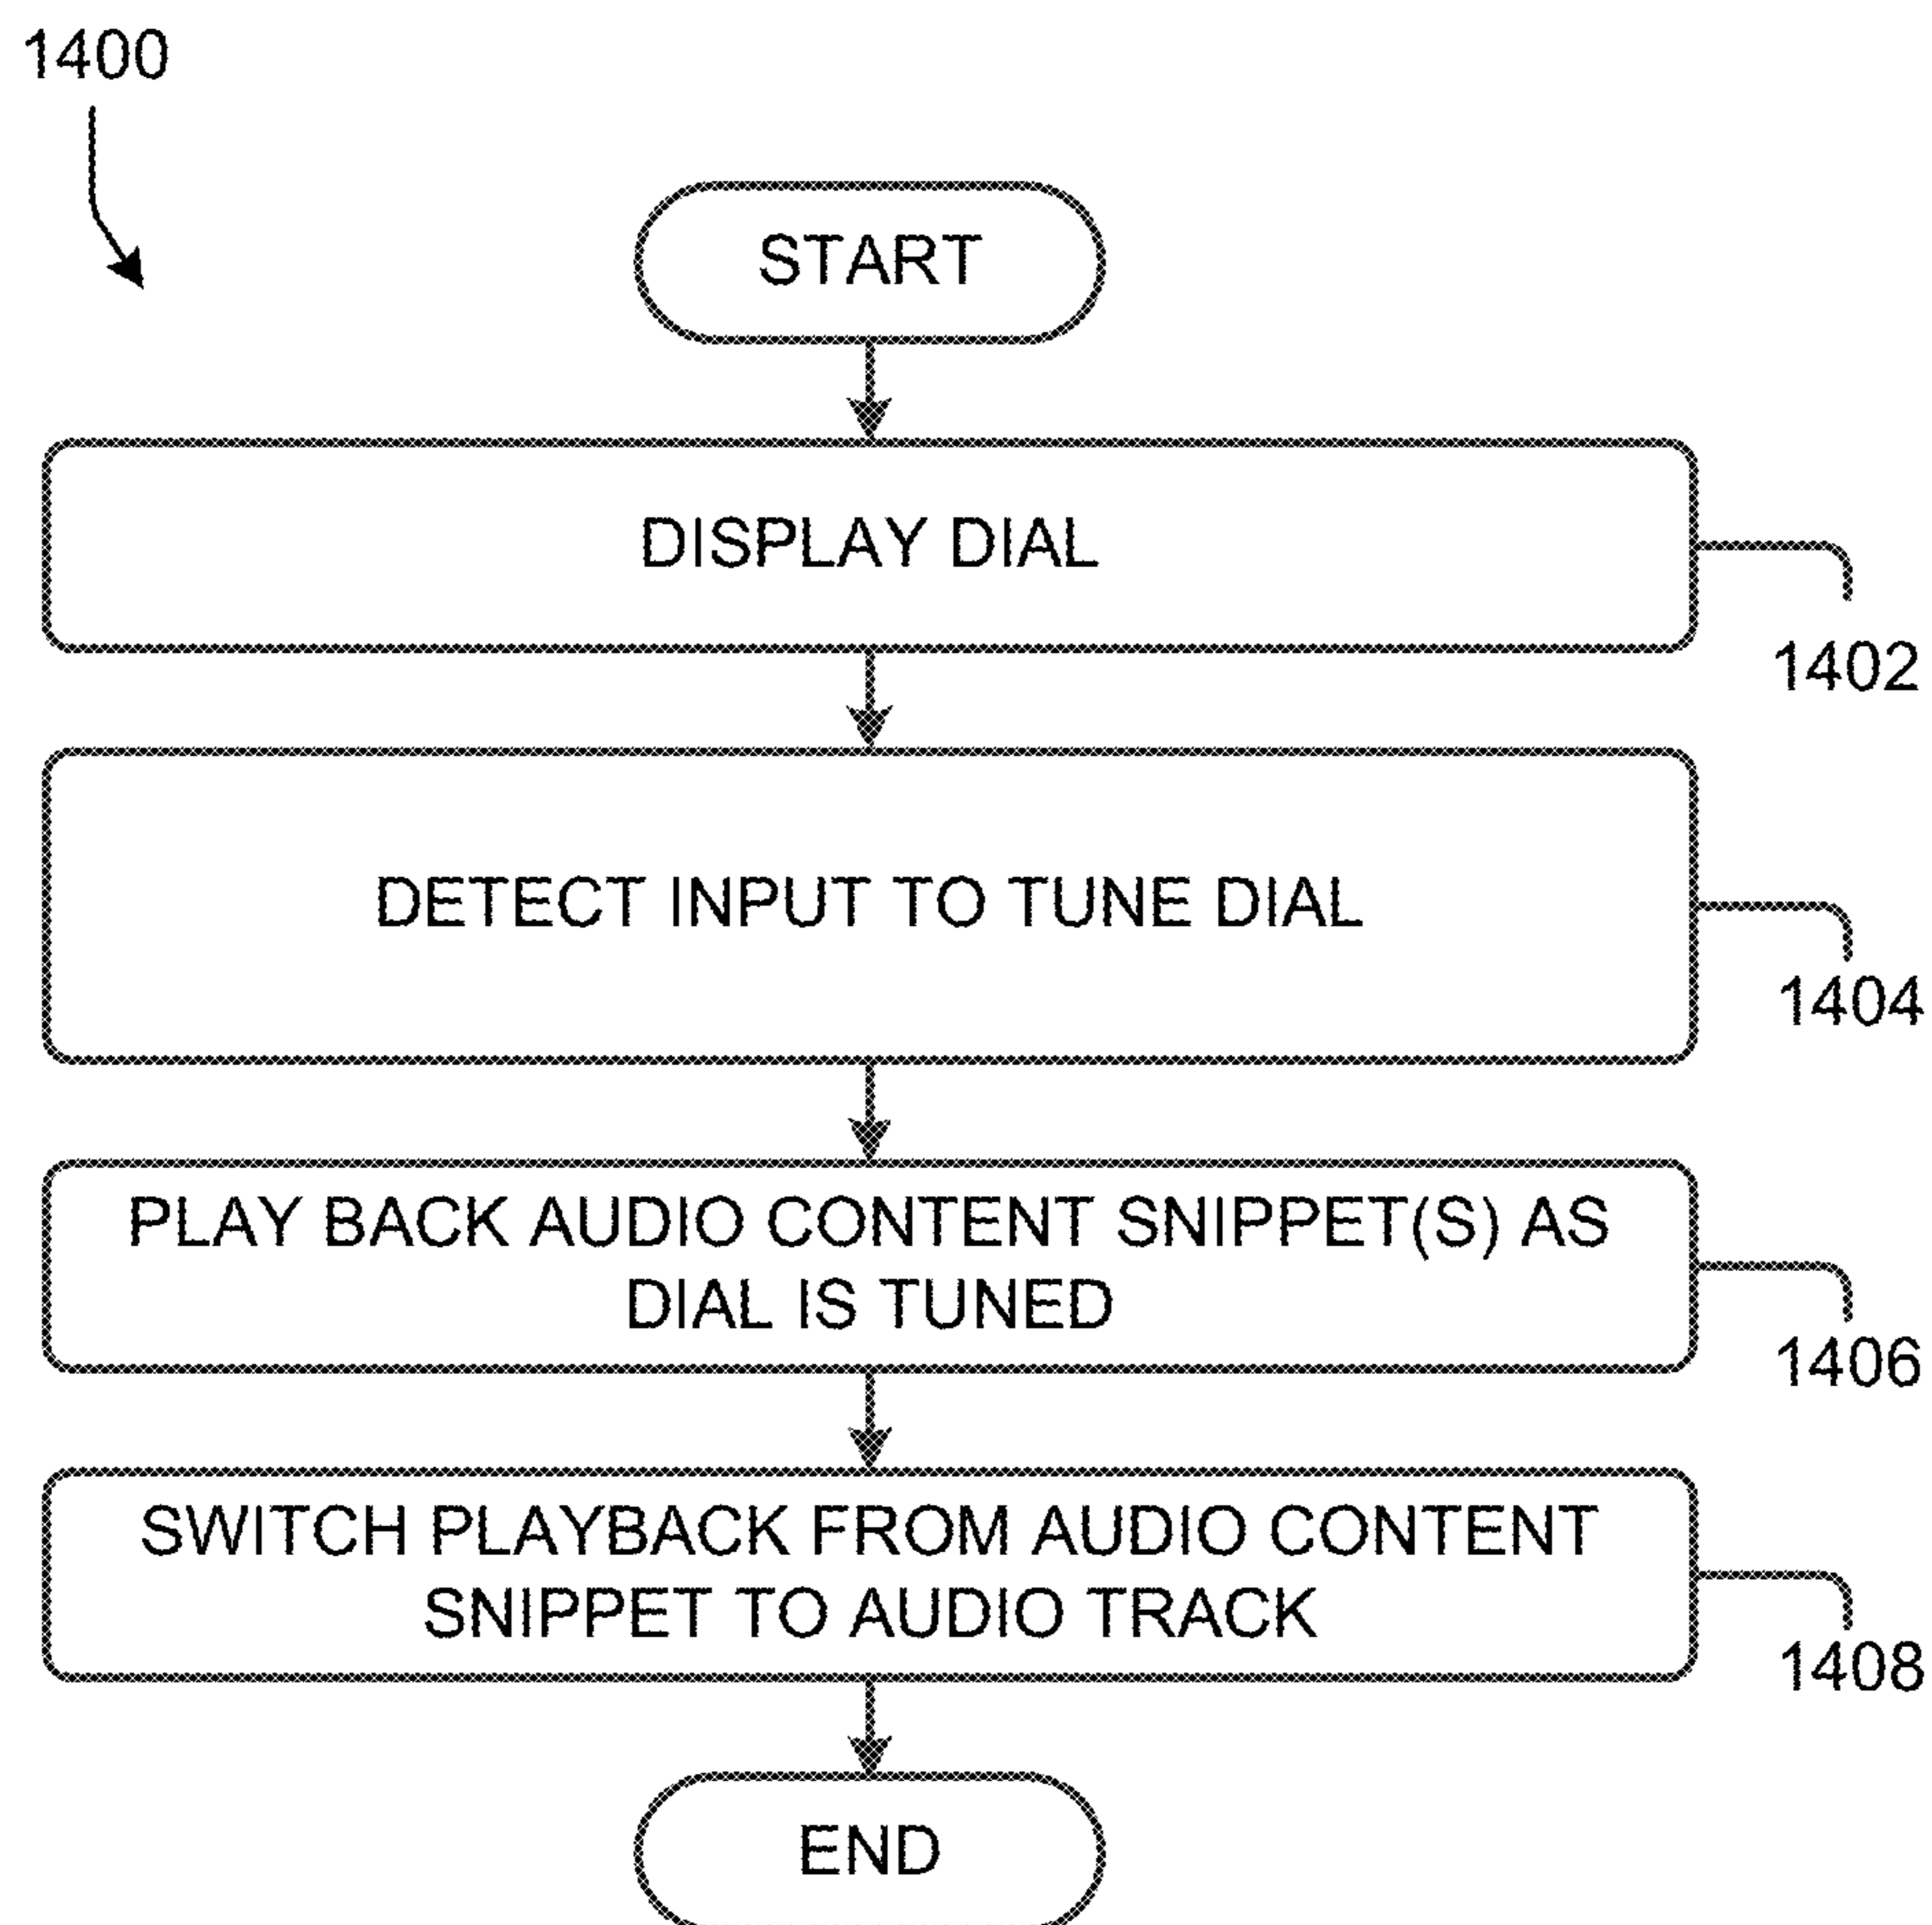 1400
START
DISPLAY DIAL
1402
DETECT INPUT TO TUNE DIAL
1404
PLAY BACK AUDIO CONTENT SNIPPET(S) AS
DIAL IS TUNED
1406
SWITCH PLAYBACK FROM AUDIO CONTENT
SNIPPET TO AUDIO TRACK
1408
END